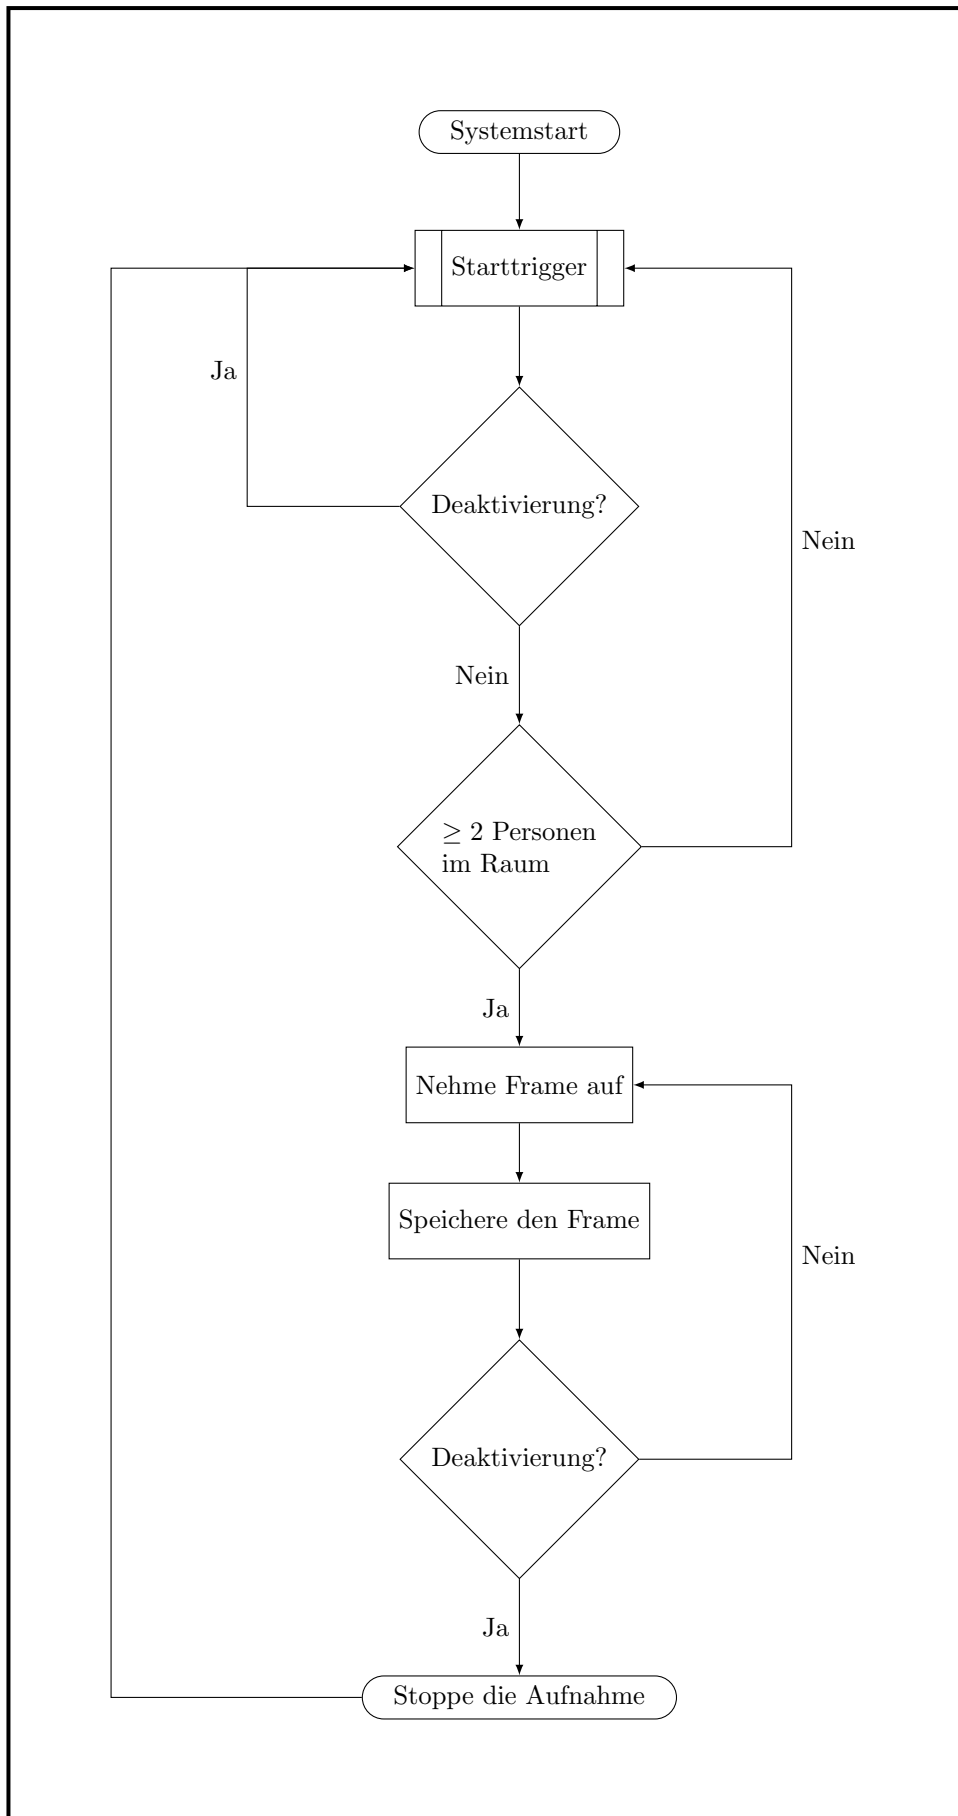 Systemstart
Starttrigger
Ja
Deaktivierung?
Nein
Nein
≥ 2 Personen
im Raum
Ja
Nehme Frame auf
Speichere den Frame
Nein
Deaktivierung?
Ja
Stoppe die Aufnahme